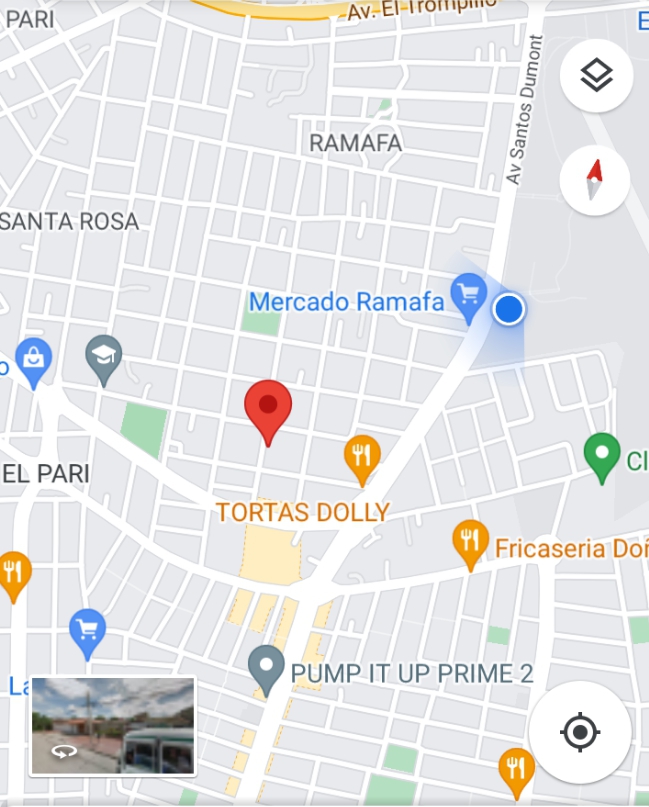 PARI
Av. El Trompillo
E
Av Santos Dumont
RAMAFA
SANTA ROSA
Mercado Ramafa
o
EL PARI
Cl
TORTAS DOLLY
Fricaseria Doñ
PUMP IT UP PRIME 2
La